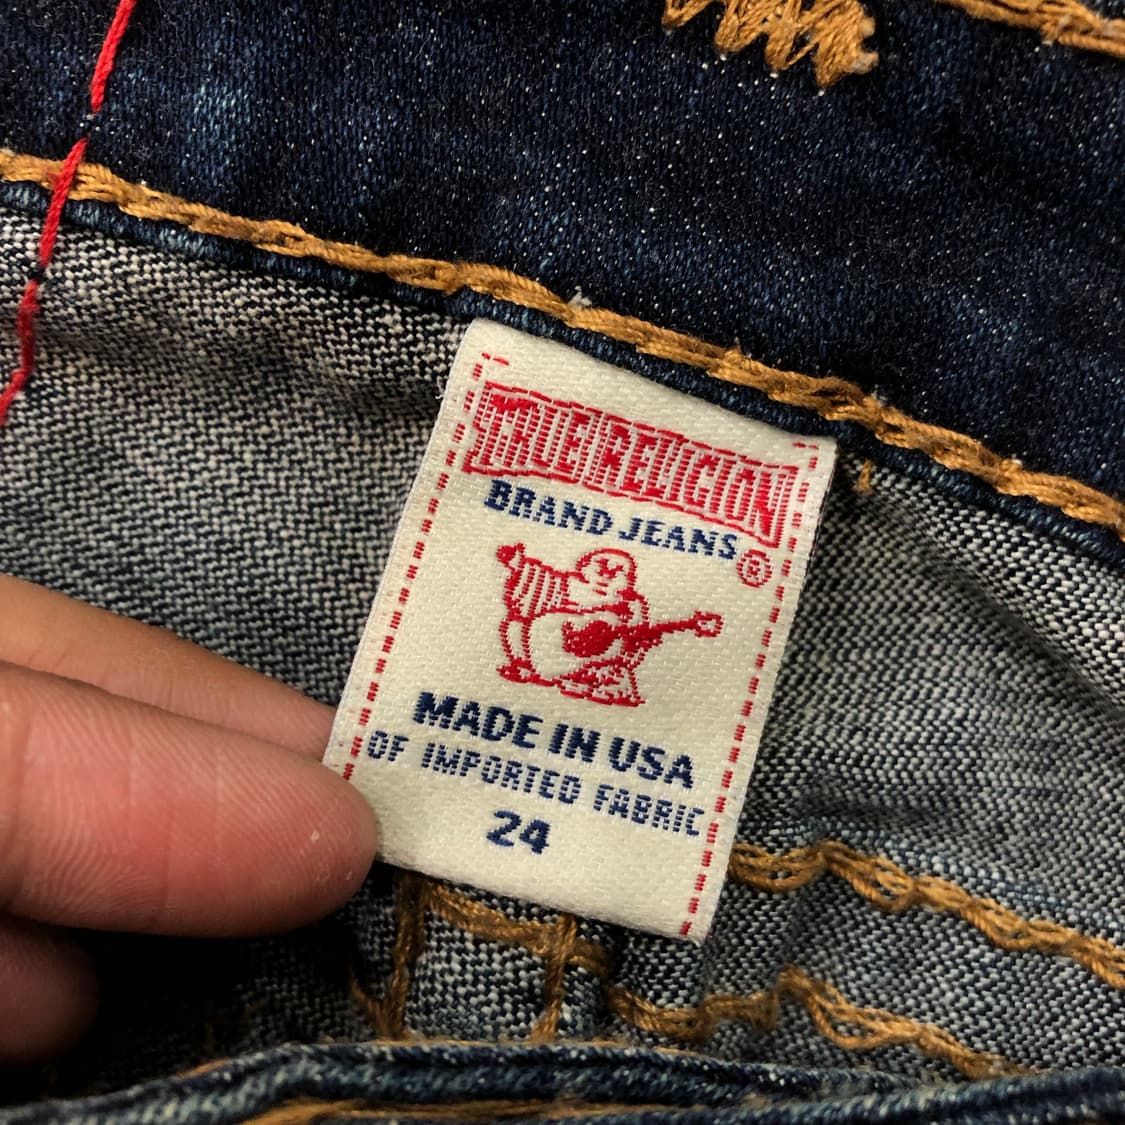 TRUE RELIGION
BRAND JEANS
®
MADE IN USA
OF IMPORTED FABRIC
24